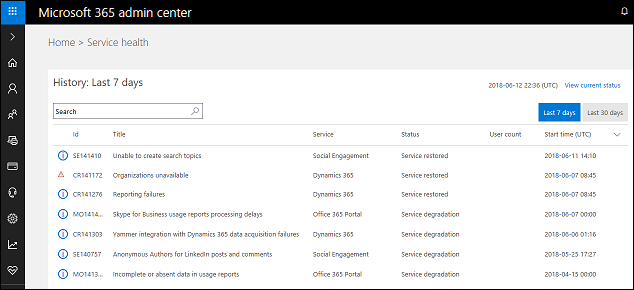 Microsoft 365 admin center
Home > Service health
History: Last 7 days
2018-06-12 22:36 (UTC) View current status
Search
Last 7 days Last 30 days
Id Title Service Status User count Start time (UTC)
SE141410 Unable to create search topics Social Engagement Service restored 2018-06-11 14:10
CR141172 Organizations unavailable Dynamics 365 Service restored 2018-06-07 08:45
CR141276 Reporting failures Dynamics 365 Service restored 2018-06-07 08:45
MO1414... Skype for Business usage reports processing delays Office 365 Portal Service degradation 2018-06-07 00:00
CR141303 Yammer integration with Dynamics 365 data acquisition failures Dynamics 365 Service degradation 2018-06-06 01:16
SE140757 Anonymous Authors for LinkedIn posts and comments Social Engagement Service degradation 2018-05-25 17:27
MO1413... Incomplete or absent data in usage reports Office 365 Portal Service degradation 2018-04-15 00:00